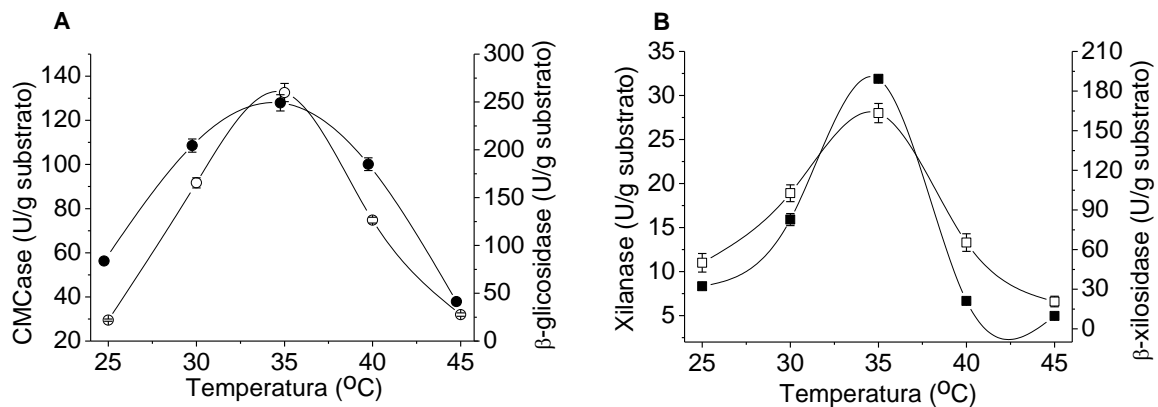 A
CMCase (U/g substrato)
140
120
100
80
60
40
20
300
250
200
150
100
50
0
β-glicosidase (U/g substrato)
25 30 35 40 45
Temperatura (ºC)
B
Xilanase (U/g substrato)
35
30
25
20
15
10
5
210
180
150
120
90
60
30
0
β-xilosidase (U/g substrato)
25 30 35 40 45
Temperatura (ºC)